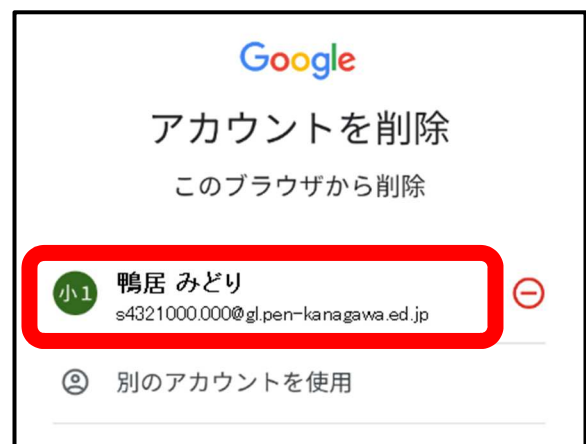 Google
アカウントを削除
このブラウザから削除
小1
鴨居 みどり
s4321000.000@gl.pen-kanagawa.ed.jp
別のアカウントを使用